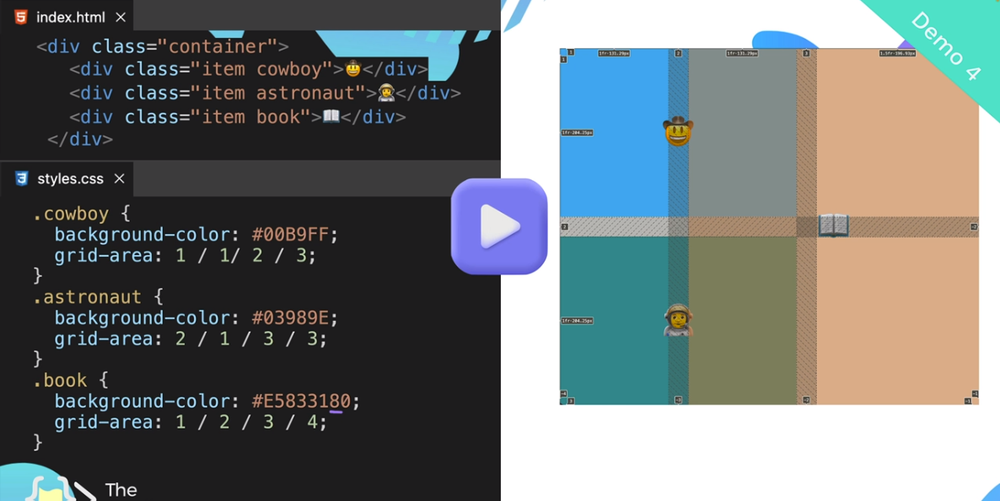 index.html
<div class="container">
<div class="item cowboy">🤠</div>
<div class="item astronaut">👩‍🚀</div>
<div class="item book">📖</div>
</div>
styles.css
.cowboy {
background-color: #00B9FF;
grid-area: 1 / 1/ 2 / 3;
}
.astronaut {
background-color: #03989E;
grid-area: 2 / 1 / 3 / 3;
}
.book {
background-color: #E5833180;
grid-area: 1 / 2 / 3 / 4;
}
The
Demo 4
1 1fr-131.29px 2 1fr-131.29px 3 1.5fr-196.93px
1
1fr-204.25px
2 -2
1fr-204.25px
-4 -1
3 -3 -2 -1